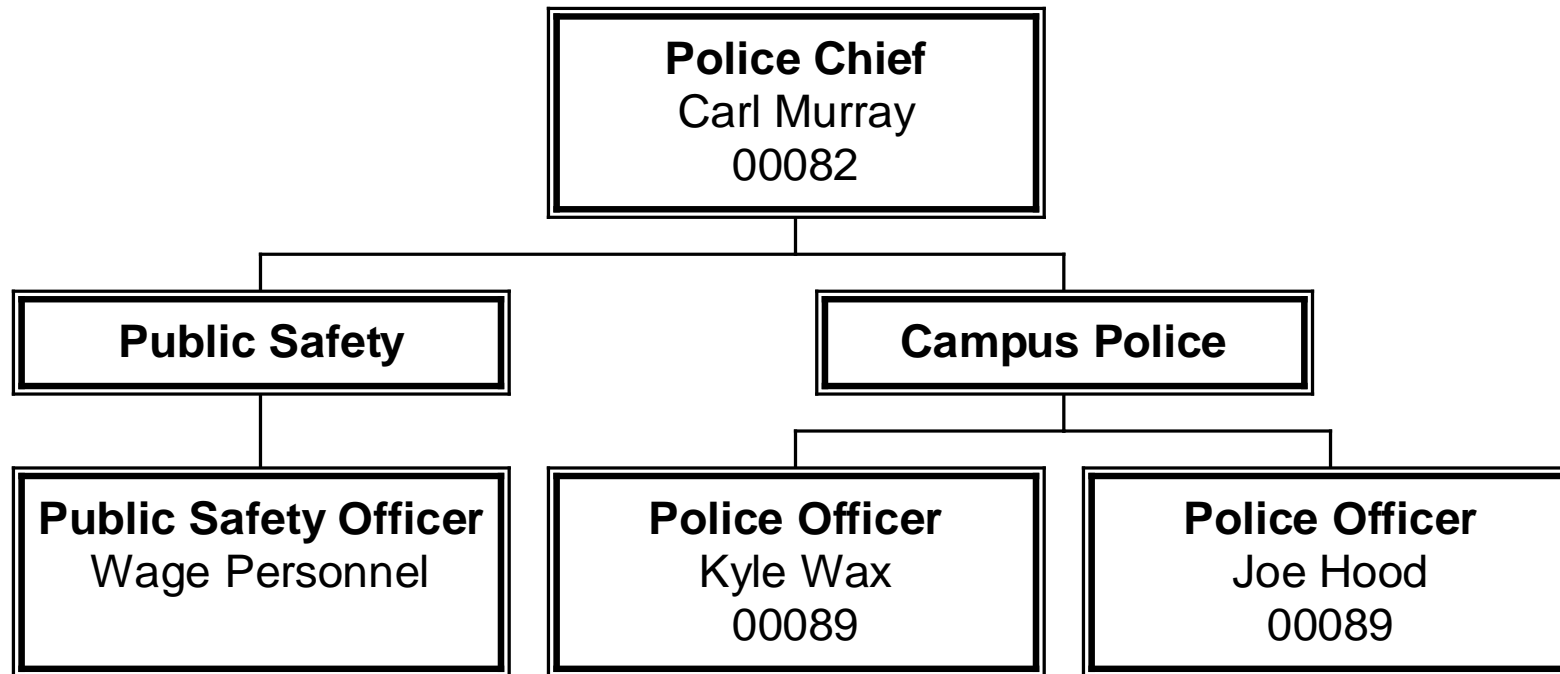 Police Chief
Carl Murray
00082
Public Safety
Campus Police
Public Safety Officer
Wage Personnel
Police Officer
Kyle Wax
00089
Police Officer
Joe Hood
00089